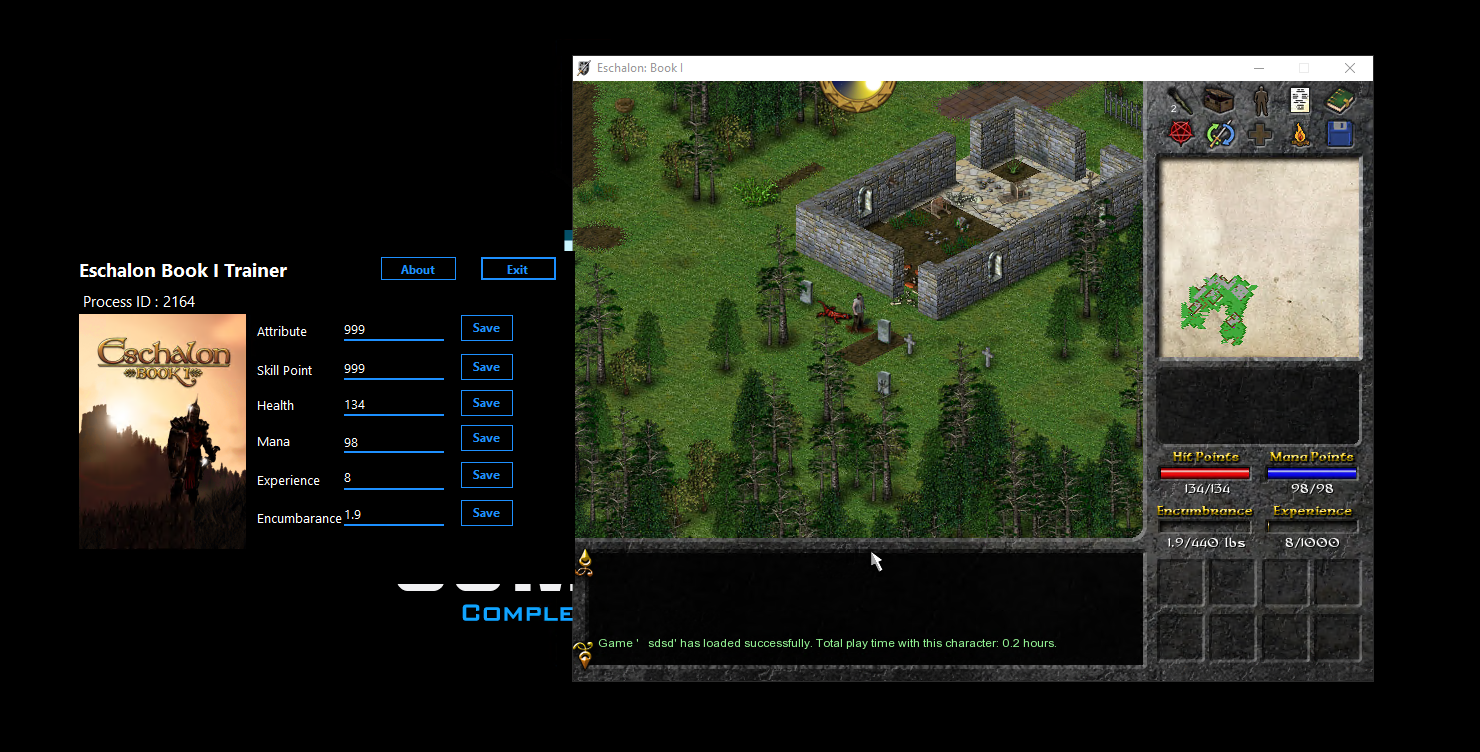 Eschalon Book I Trainer
About
Exit
Process ID : 2164
Eschalon
BOOK I
Attribute
999
Save
Skill Point
999
Save
Health
134
Save
Mana
98
Save
Experience
8
Save
Encumbarance
1.9
Save
COMPLE
Eschalon: Book I
2
Hit Points
Mana Points
134/134
98/98
Encumbrance
Experience
1.9/440 lbs
8/1000
Game '   sdsd' has loaded successfully. Total play time with this character: 0.2 hours.